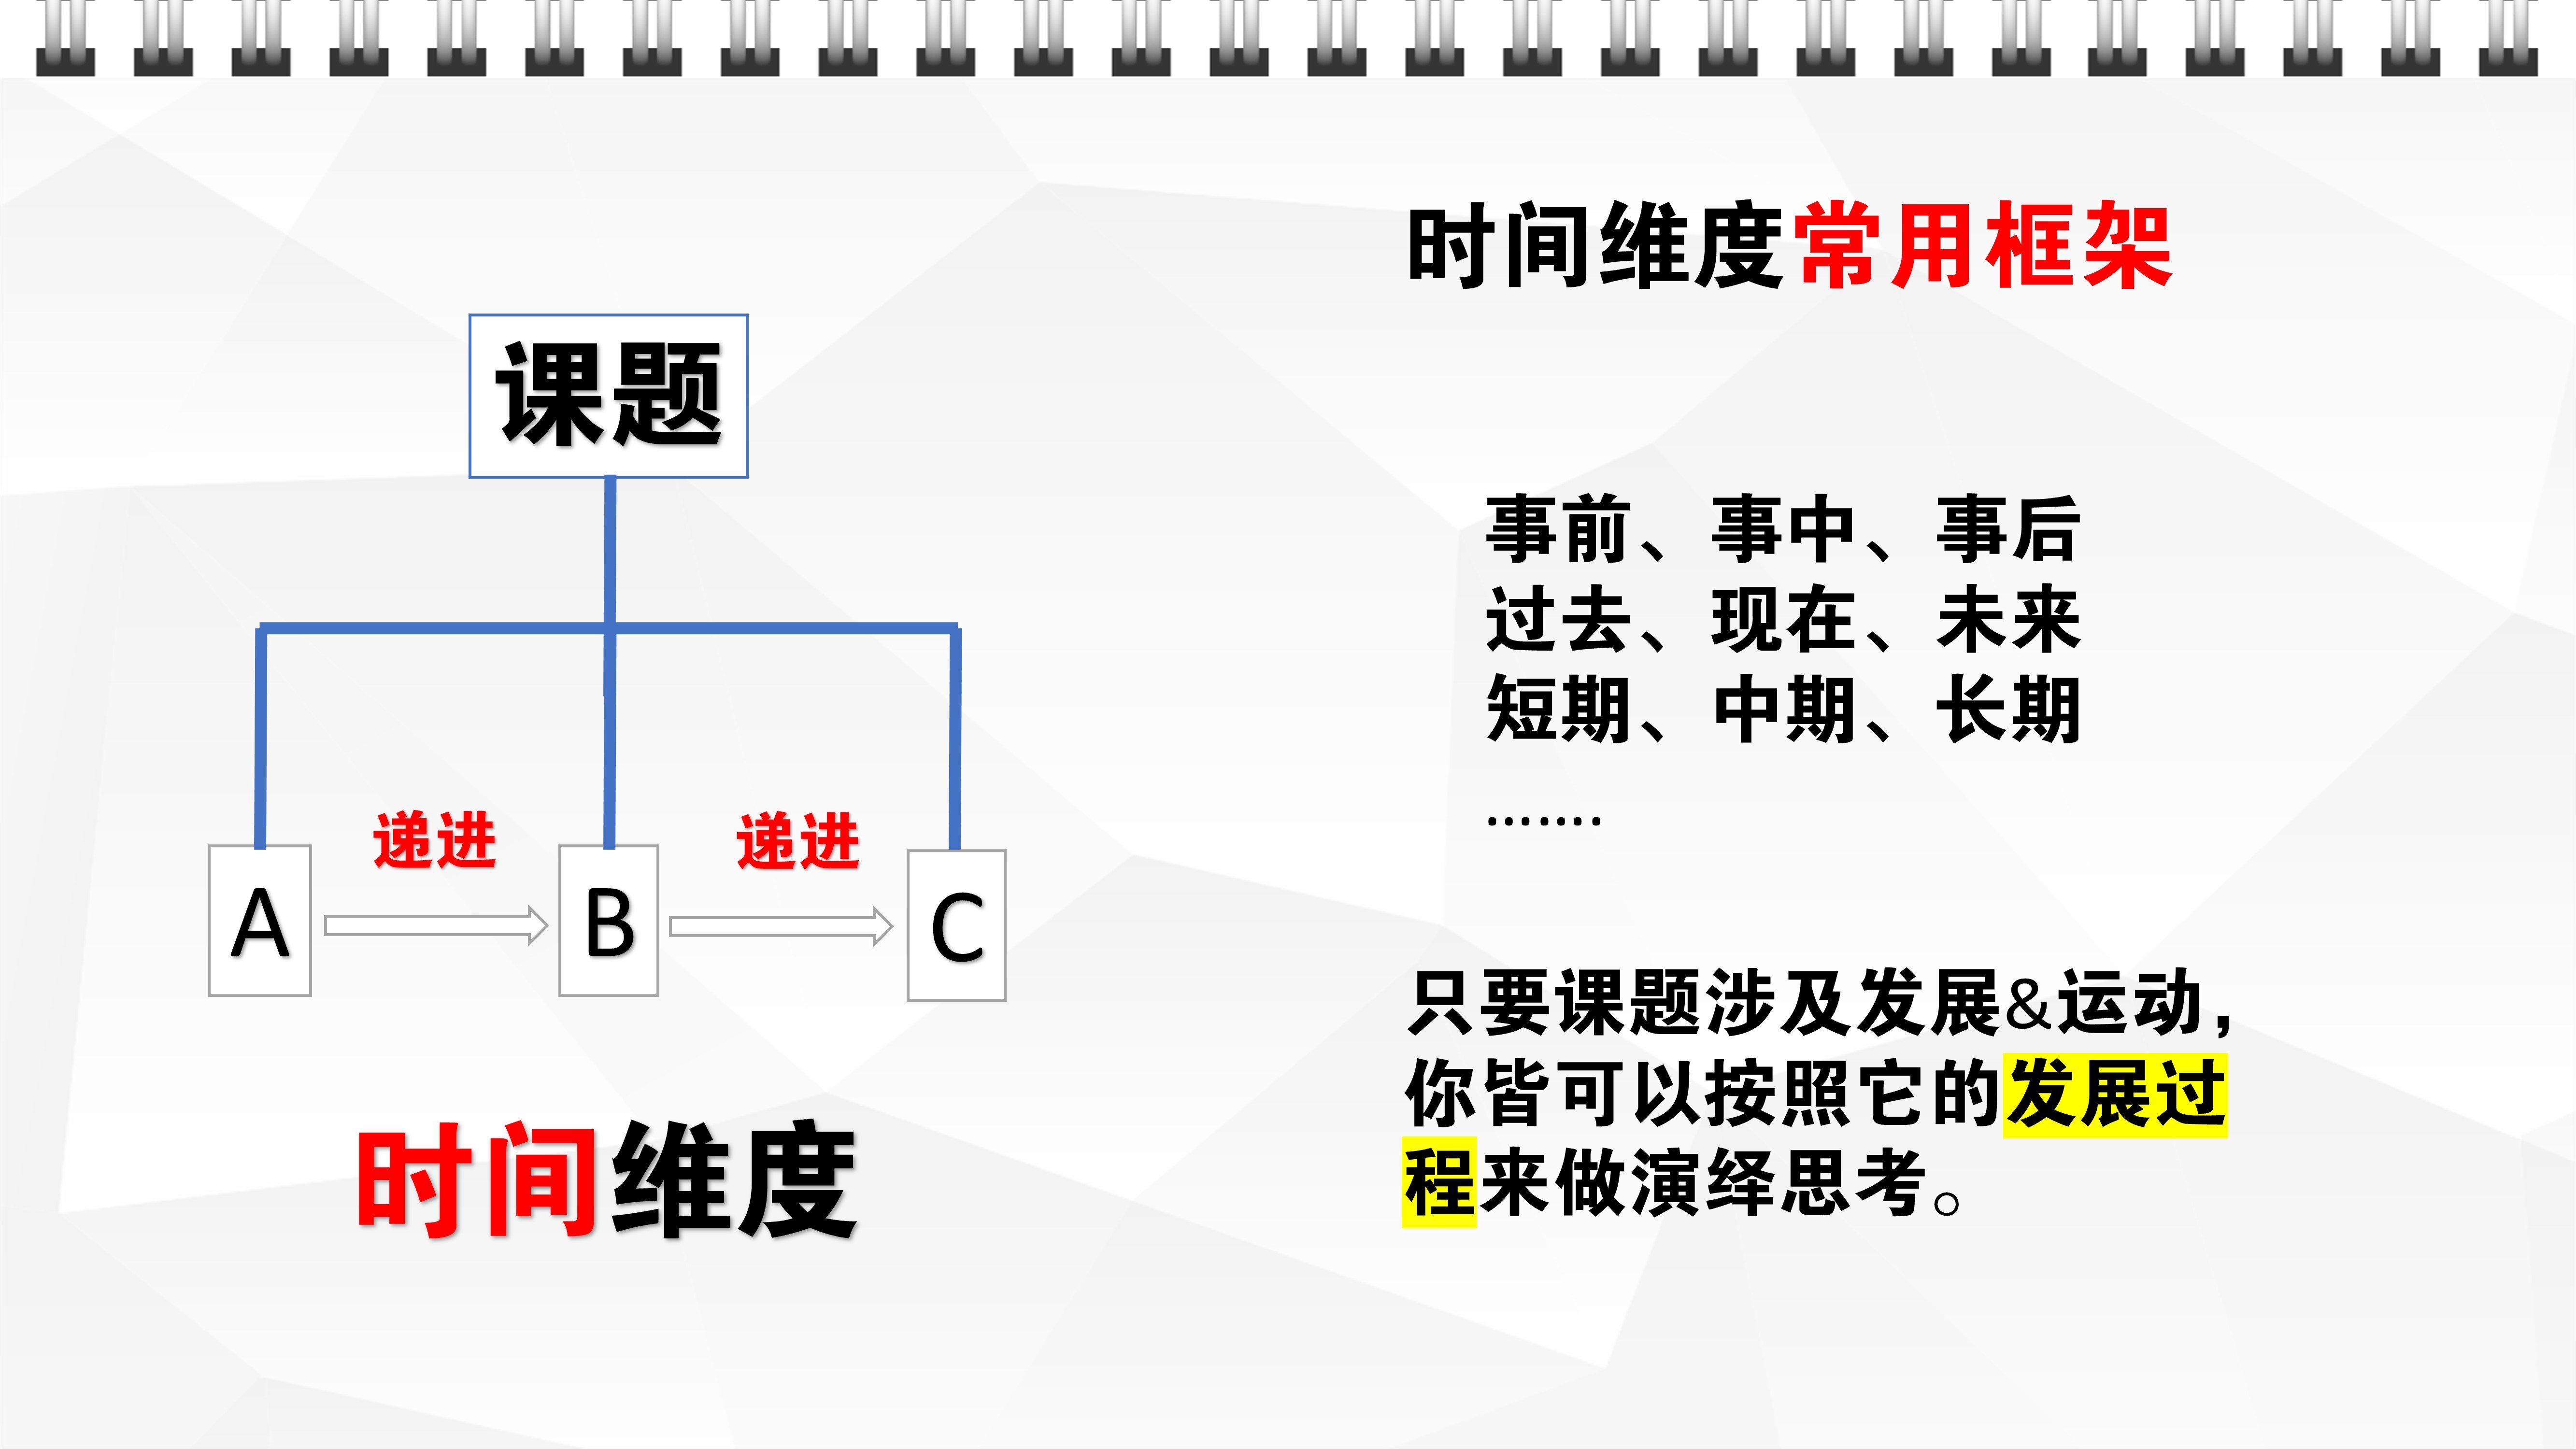 课题
递进
递进
A
B
C
时间维度
时间维度常用框架
事前、事中、事后
过去、现在、未来
短期、中期、长期
.......
只要课题涉及发展&运动，
你皆可以按照它的发展过
程来做演绎思考。